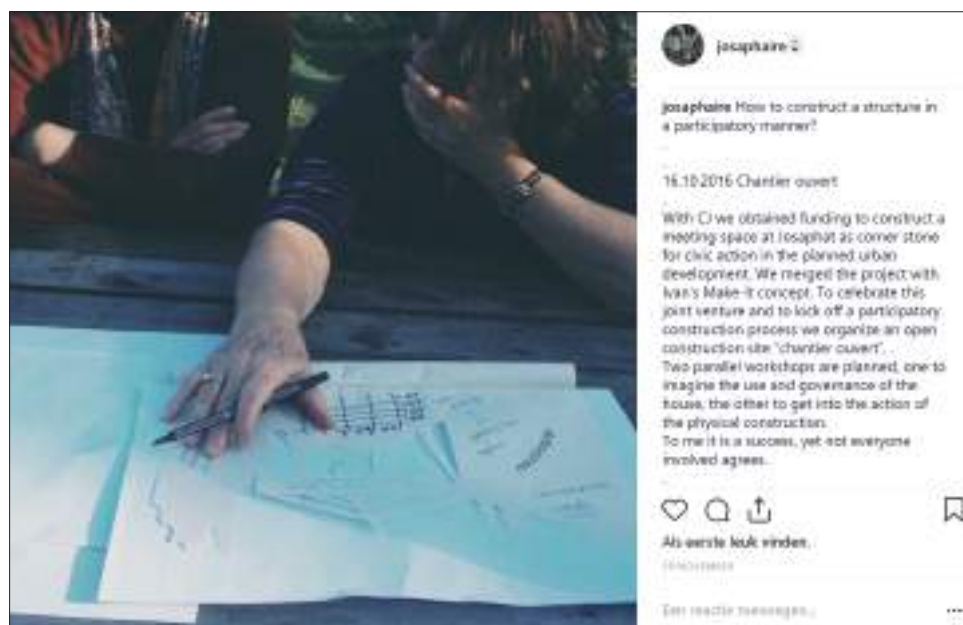 josaphaire
josaphaire How to construct a structure in
a participatory manner?
16.10.2016 Chantier ouvert
With CJ we obtained funding to construct a
meeting space at Josaphat as corner stone
for civic action in the planned urban
development. We merged the project with
Ivan's Make-it concept. To celebrate this
joint venture and to kick off a participatory
construction process we organize an open
construction site "chantier ouvert".
Two parallel workshops are planned, one to
imagine the use and governance of the
house, the other to get into the action of
the physical construction.
To me it is a success, yet not everyone
involved agrees.
Als eerste leuk vinden.
Een reactie toevoegen...